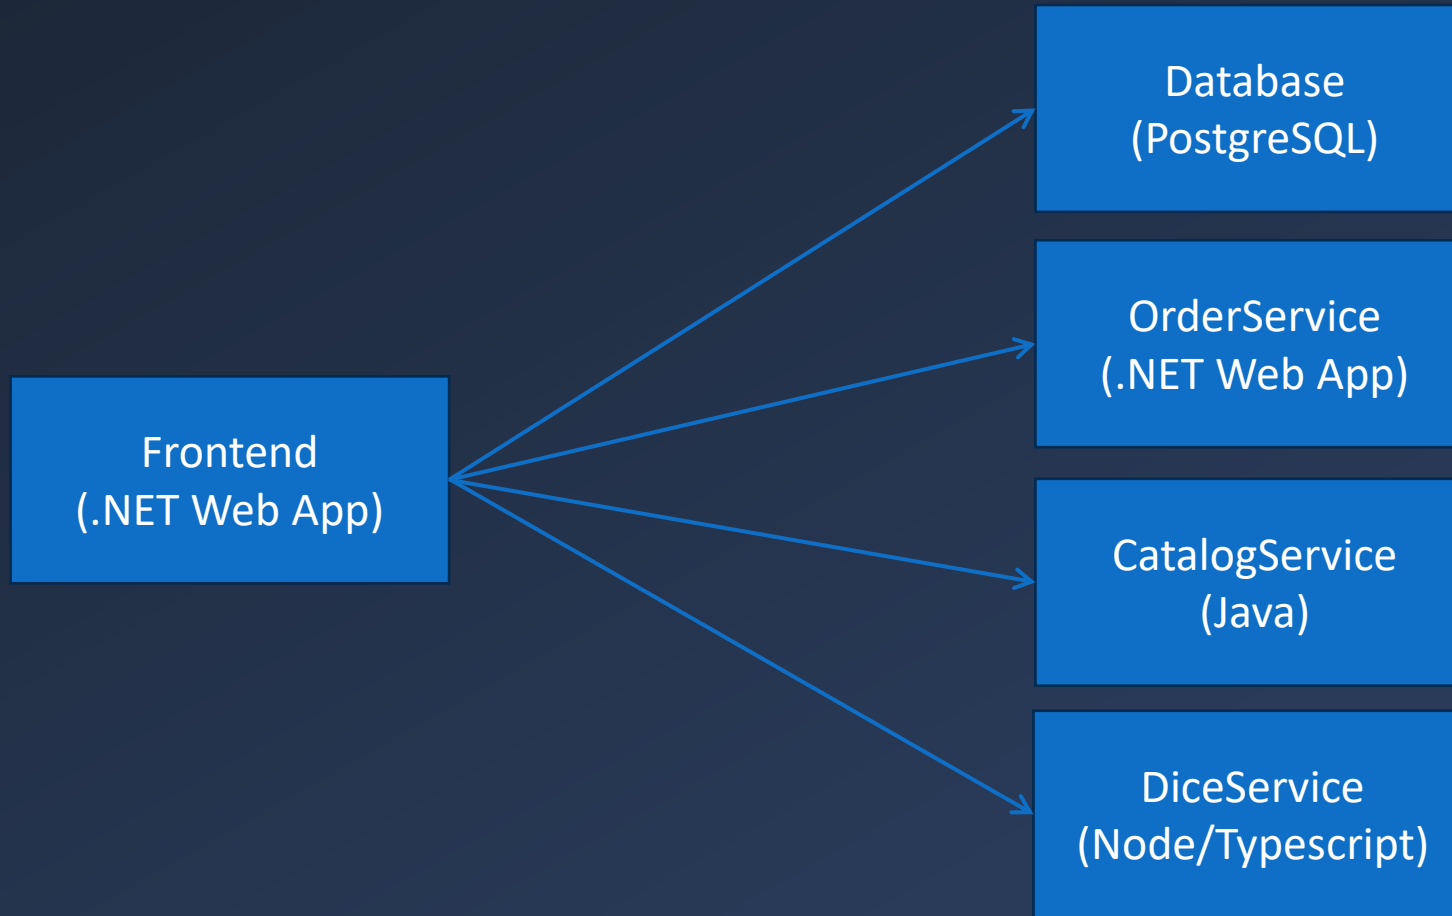 Database
(PostgreSQL)
OrderService
(.NET Web App)
Frontend
(.NET Web App)
CatalogService
(Java)
DiceService
(Node/Typescript)